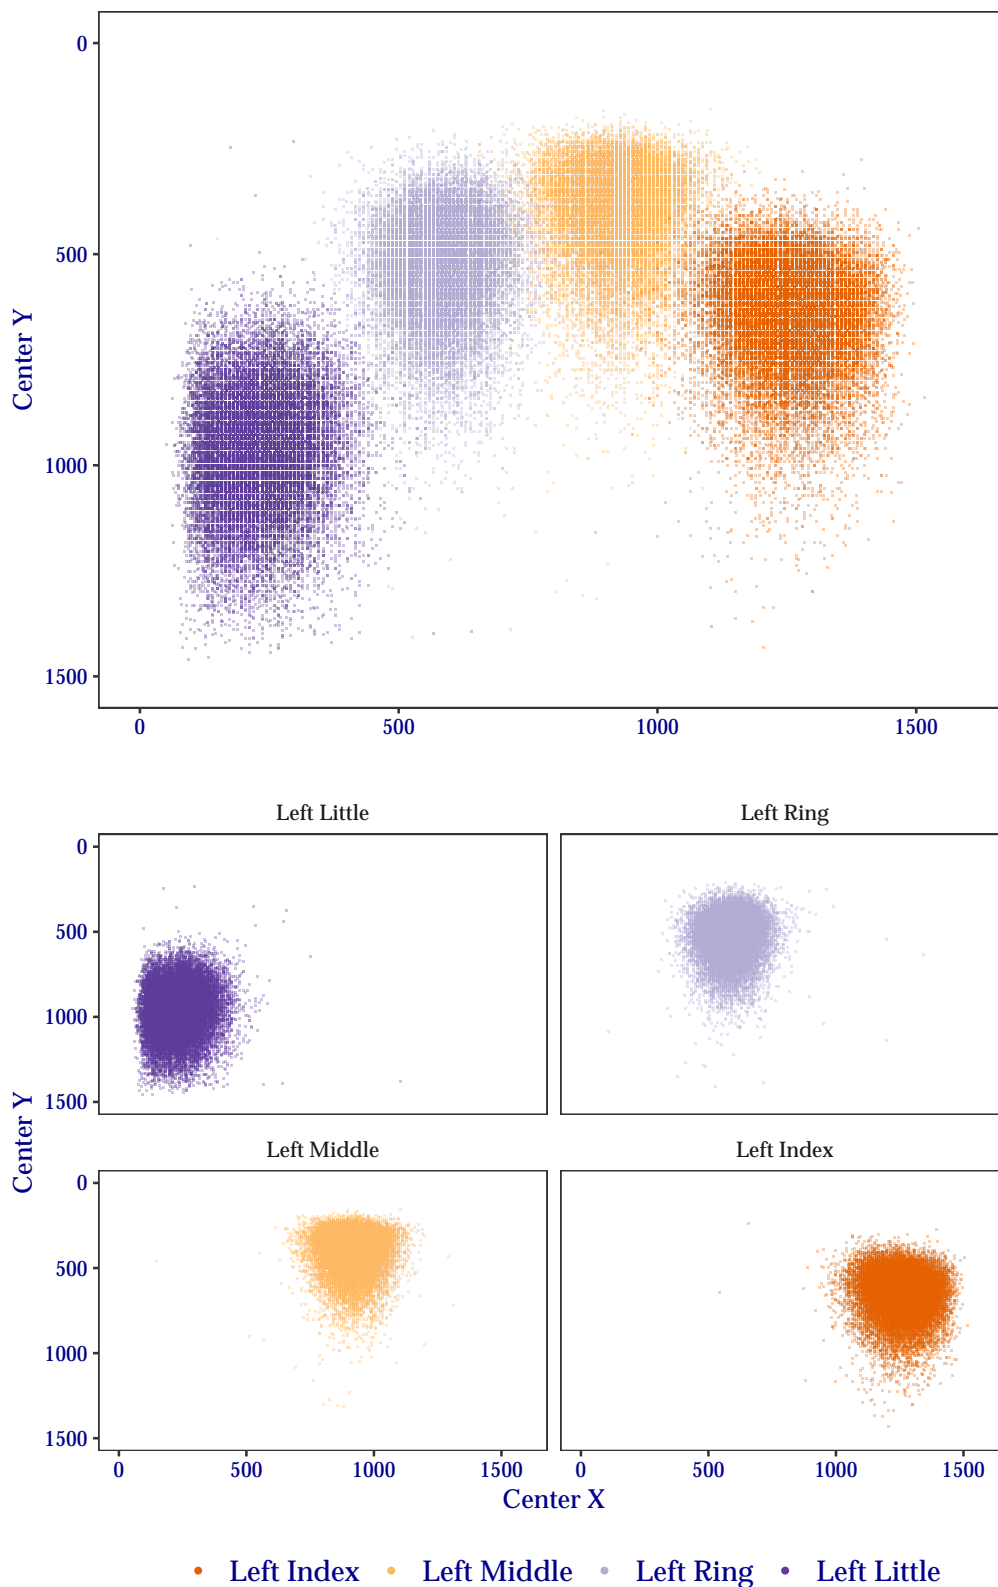 0
500
1000
1500
Center Y
0 500 1000 1500
Left Little Left Ring
0
500
1000
1500
Left Middle Left Index
Center Y
0
500
1000
1500
0 500 1000 1500 0 500 1000 1500
Center X
Left Index Left Middle Left Ring Left Little